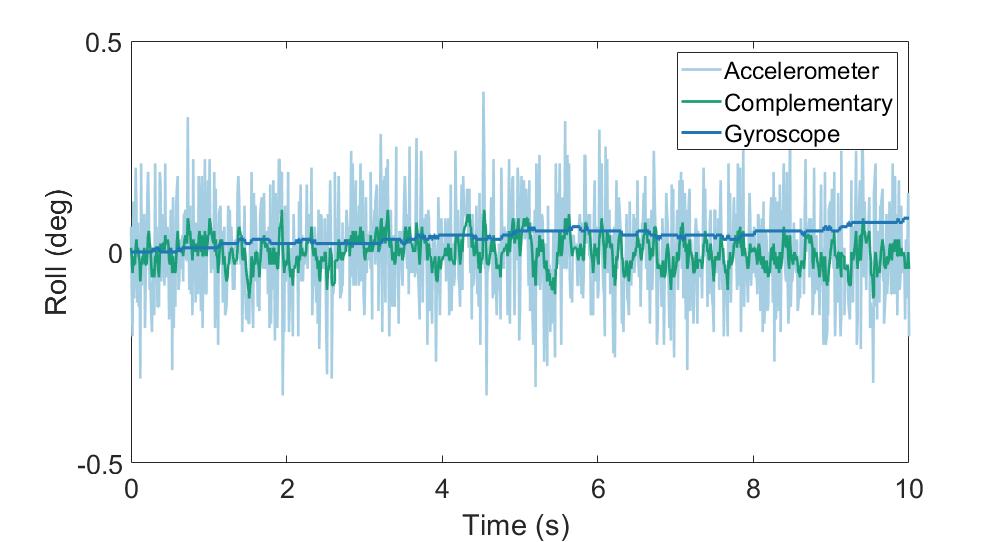 0.5
0
-0.5
Roll (deg)
Accelerometer
Complementary
Gyroscope
0 2 4 6 8 10
Time (s)